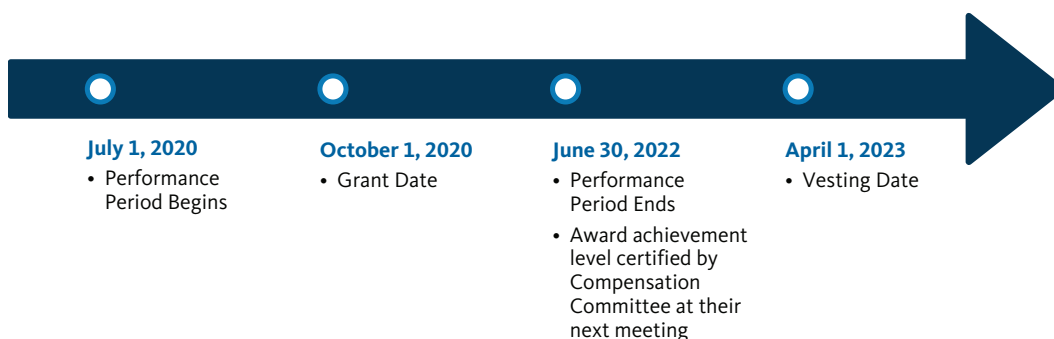 July 1, 2020
• Performance
Period Begins
October 1, 2020
• Grant Date
June 30, 2022
• Performance
Period Ends
• Award achievement
level certified by
Compensation
Committee at their
next meeting
April 1, 2023
• Vesting Date